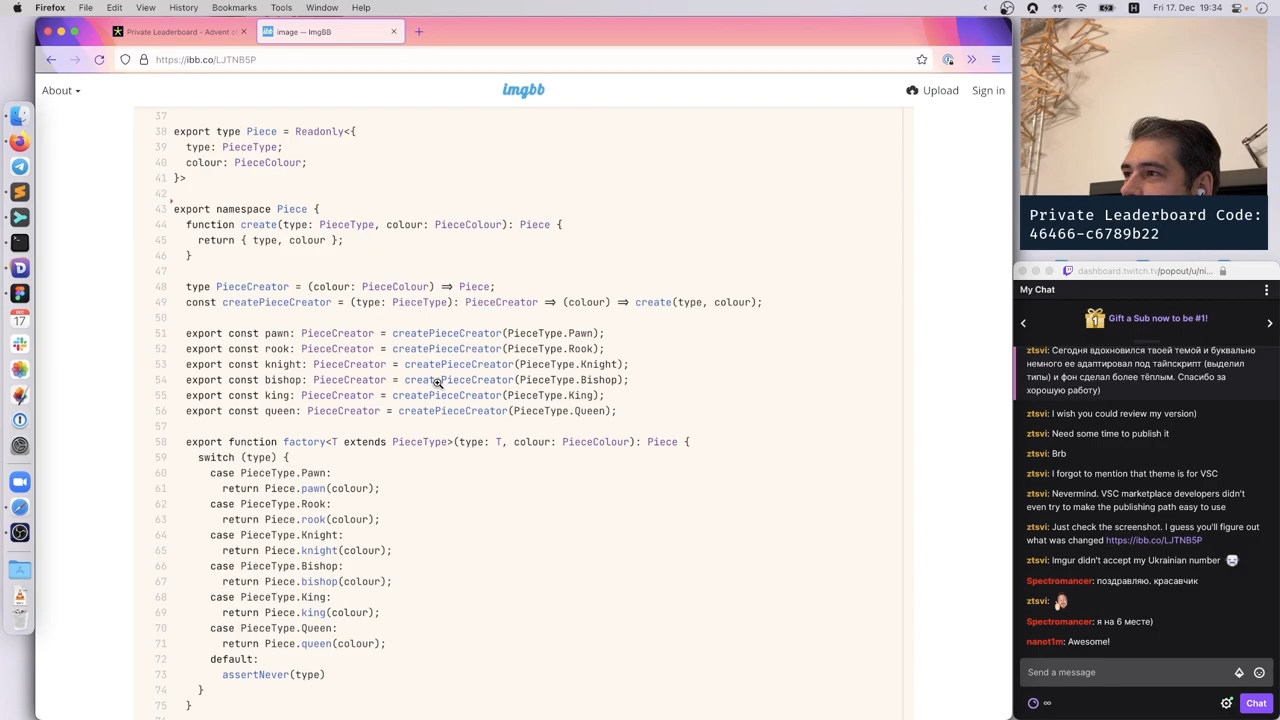 Firefox File Edit View History Bookmarks Tools Window Help
Fri 17. Dec 19:34
Private Leaderboard - Advent of
image — ImgBB
https://ibb.co/LJTNB5P
About
imgbb
Upload Sign in
37
38 export type Piece = Readonly<{
39 type: PieceType;
40 colour: PieceColour;
41 }>
42
43 export namespace Piece {
44 function create(type: PieceType, colour: PieceColour): Piece {
45 return { type, colour };
46 }
47
48 type PieceCreator = (colour: PieceColour) ⇒ Piece;
49 const createPieceCreator = (type: PieceType): PieceCreator ⇒ (colour) ⇒ create(type, colour);
50
51 export const pawn: PieceCreator = createPieceCreator(PieceType.Pawn);
52 export const rook: PieceCreator = createPieceCreator(PieceType.Rook);
53 export const knight: PieceCreator = createPieceCreator(PieceType.Knight);
54 export const bishop: PieceCreator = createPieceCreator(PieceType.Bishop);
55 export const king: PieceCreator = createPieceCreator(PieceType.King);
56 export const queen: PieceCreator = createPieceCreator(PieceType.Queen);
57
58 export function factory<T extends PieceType>(type: T, colour: PieceColour): Piece {
59 switch (type) {
60 case PieceType.Pawn:
61 return Piece.pawn(colour);
62 case PieceType.Rook:
63 return Piece.rook(colour);
64 case PieceType.Knight:
65 return Piece.knight(colour);
66 case PieceType.Bishop:
67 return Piece.bishop(colour);
68 case PieceType.King:
69 return Piece.king(colour);
70 case PieceType.Queen:
71 return Piece.queen(colour);
72 default:
73 assertNever(type)
74 }
75 }
DEC
17
Private Leaderboard Code:
46466-c6789b22
dashboard.twitch.tv/popout/u/ni...
My Chat
Gift a Sub now to be #1!
ztsvi: Сегодня вдохновился твоей темой и буквально
немного ее адаптировал под тайпскрипт (выделил
типы) и фон сделал более тёплым. Спасибо за
хорошую работу)
ztsvi: I wish you could review my version)
ztsvi: Need some time to publish it
ztsvi: Brb
ztsvi: I forgot to mention that theme is for VSC
ztsvi: Nevermind. VSC marketplace developers didn't
even try to make the publishing path easy to use
ztsvi: Just check the screenshot. I guess you'll figure out
what was changed https://ibb.co/LJTNB5P
ztsvi: Imgur didn't accept my Ukrainian number
Spectromancer: поздравляю. красавчик
ztsvi:
Spectromancer: я на 6 месте)
nanot1m: Awesome!
Send a message
Chat